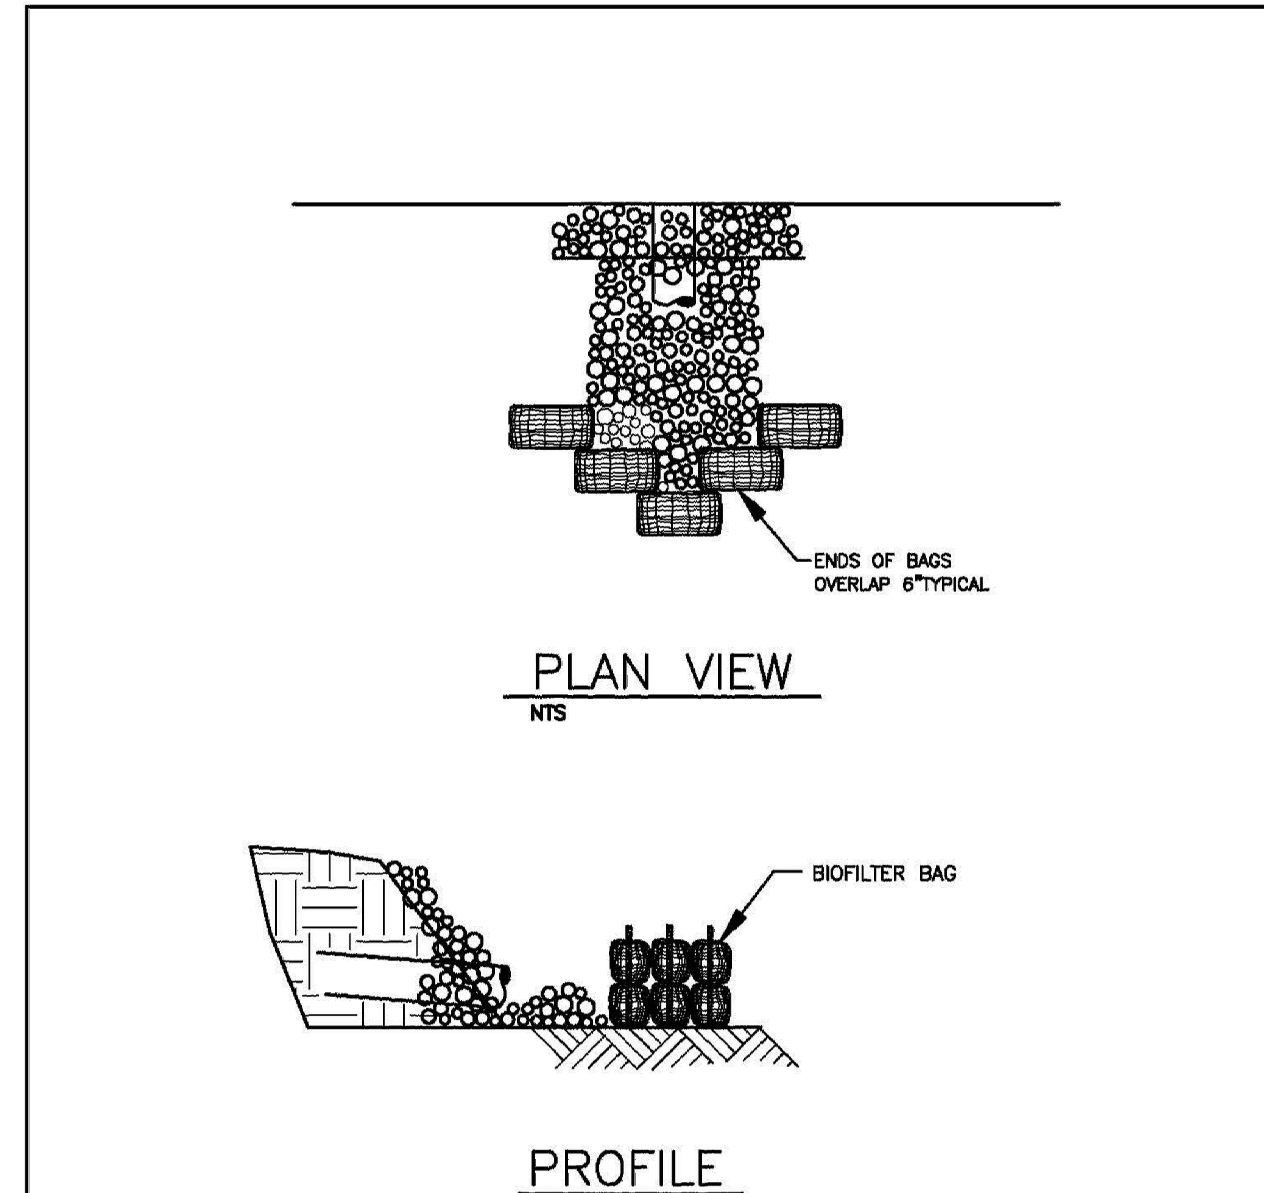 ENDS OF BAGS
OVERLAP 6"TYPICAL
PLAN VIEW
NTS
BIOFILTER BAG
PROFILE